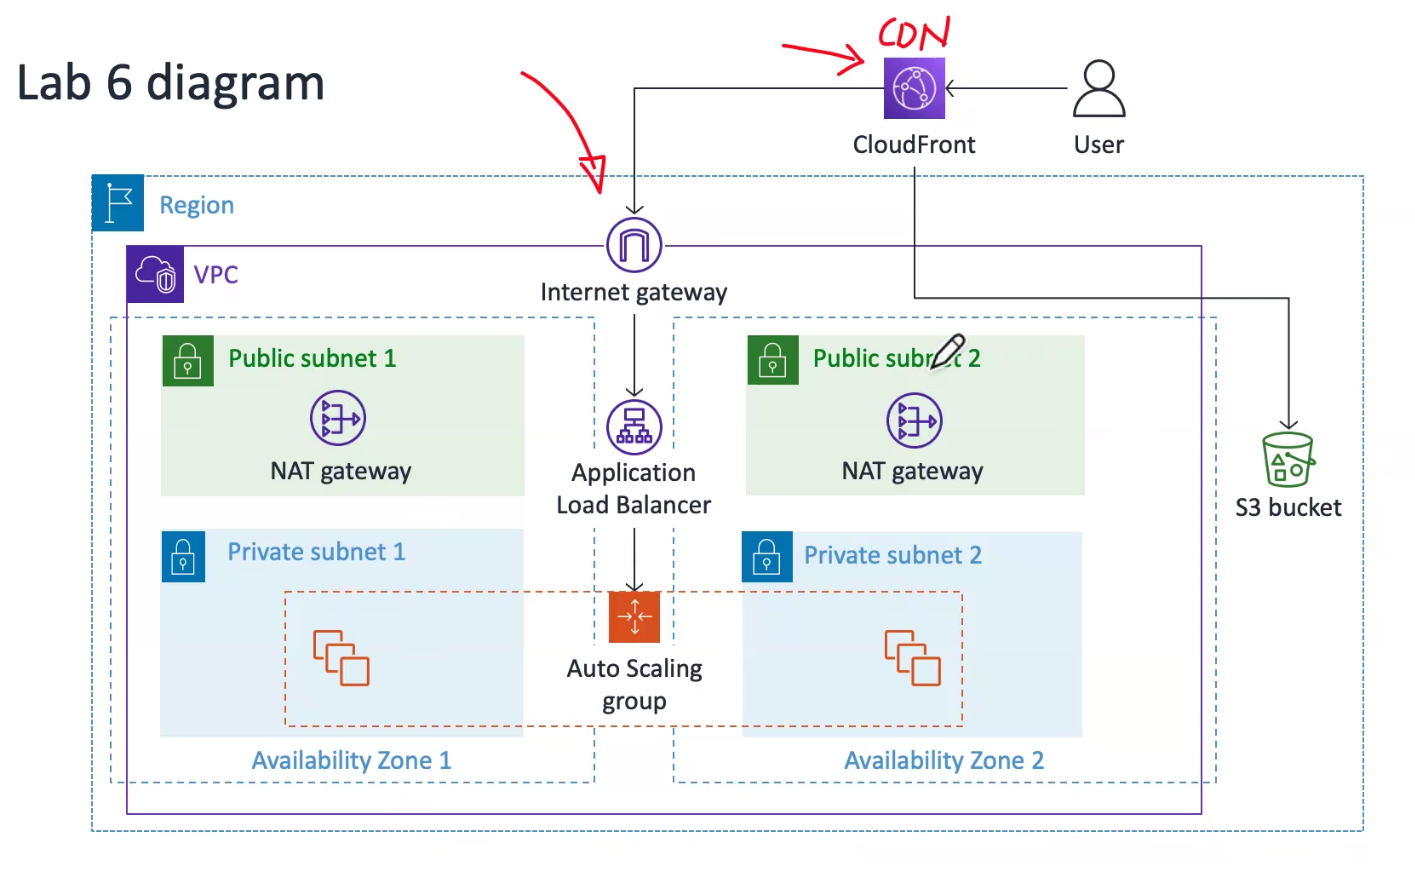 CDN
Lab 6 diagram
CloudFront
User
Region
VPC
Internet gateway
Public subnet 1
Public subnet 2
NAT gateway
NAT gateway
Application
Load Balancer
S3 bucket
Private subnet 1
Private subnet 2
Auto Scaling
group
Availability Zone 1
Availability Zone 2